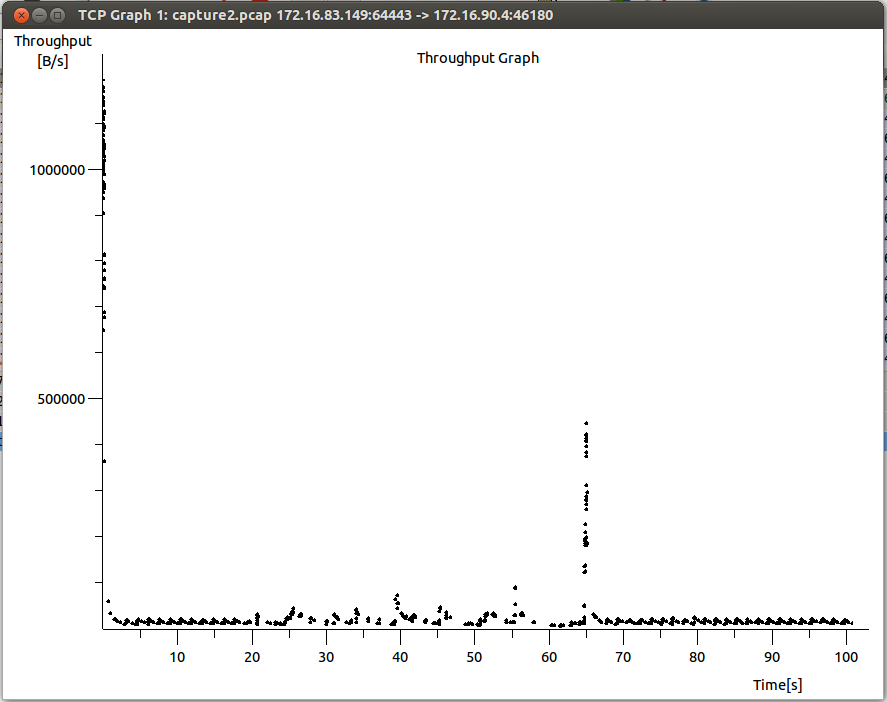 TCP Graph 1: capture2.pcap 172.16.83.149:64443 -> 172.16.90.4:46180
Throughput
[B/s]
Throughput Graph
1000000
500000
10 20 30 40 50 60 70 80 90 100
Time[s]